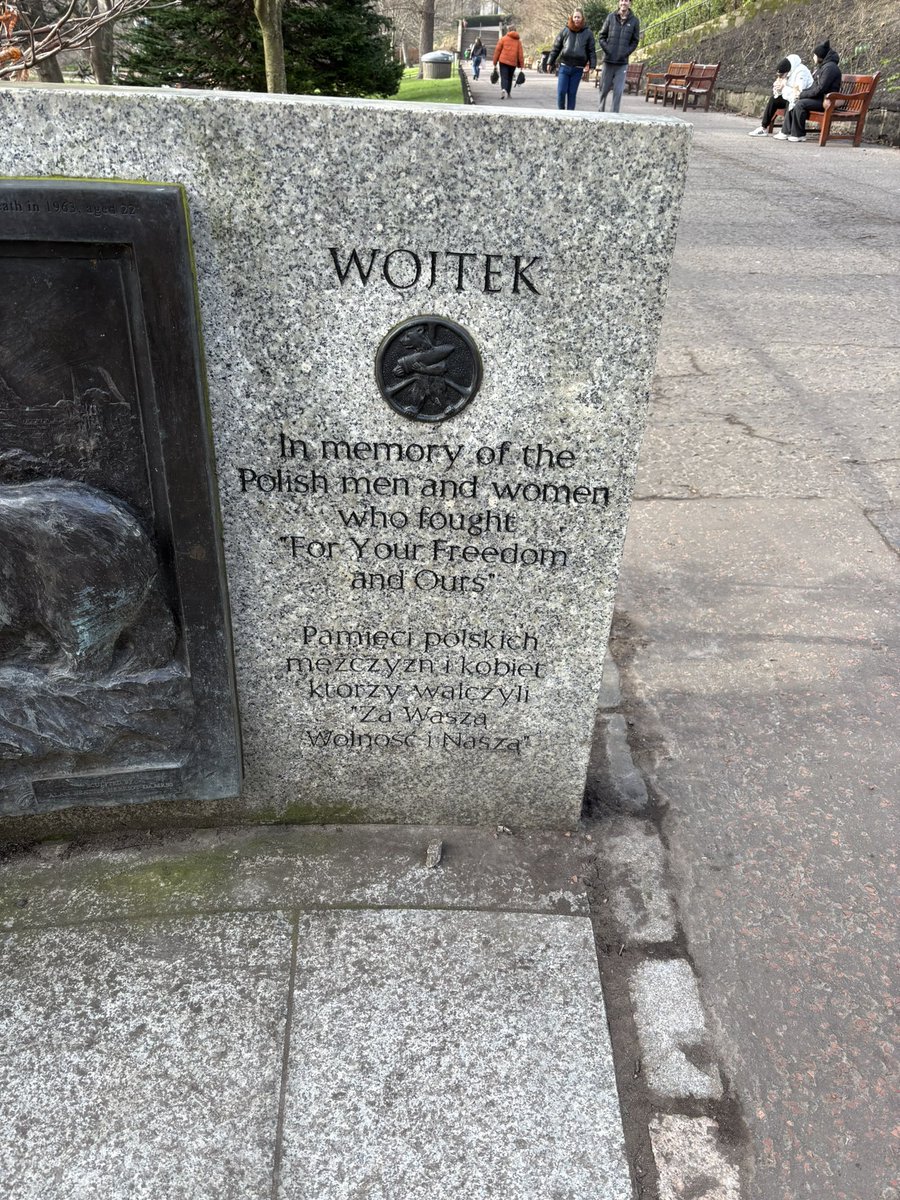 ath in 1963, aged 22
WOJTEK
In memory of the
Polish men and women
who fought
"For Your Freedom
and Ours"
Pamięci polskich
mężczyzn i kobiet
którzy walczyli
"Za Waszą
Wolność i Naszą"